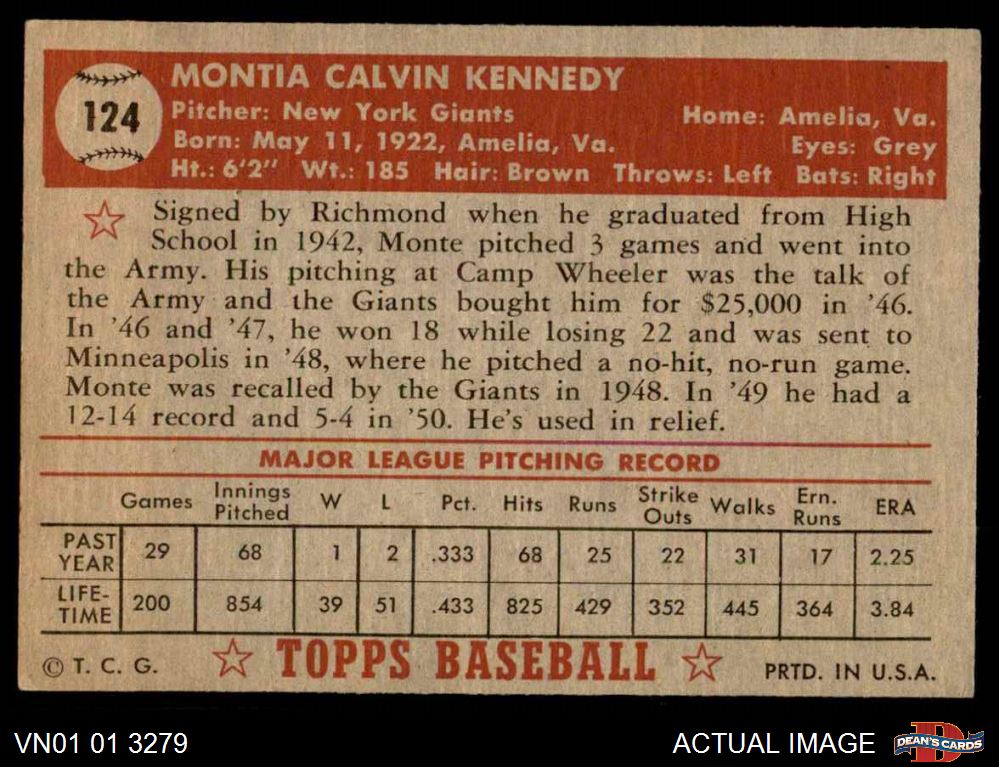 MONTIA CALVIN KENNEDY
124
Pitcher: New York Giants Home: Amelia, Va.
Born: May 11, 1922, Amelia, Va. Eyes: Grey
Ht.: 6'2" Wt.: 185 Hair: Brown Throws: Left Bats: Right
Signed by Richmond when he graduated from High
School in 1942, Monte pitched 3 games and went into
the Army. His pitching at Camp Wheeler was the talk of
the Army and the Giants bought him for $25,000 in '46.
In '46 and '47, he won 18 while losing 22 and was sent to
Minneapolis in '48, where he pitched a no-hit, no-run game.
Monte was recalled by the Giants in 1948. In '49 he had a
12-14 record and 5-4 in '50. He's used in relief.
MAJOR LEAGUE PITCHING RECORD
Games Innings Pitched W L Pct. Hits Runs Strike Outs Walks Ern. Runs ERA
PAST YEAR 29 68 1 2 .333 68 25 22 31 17 2.25
LIFE-TIME 200 854 39 51 .433 825 429 352 445 364 3.84
© T. C. G. TOPPS BASEBALL PRTD. IN U.S.A.
VN01 01 3279 ACTUAL IMAGE DEAN'S CARDS